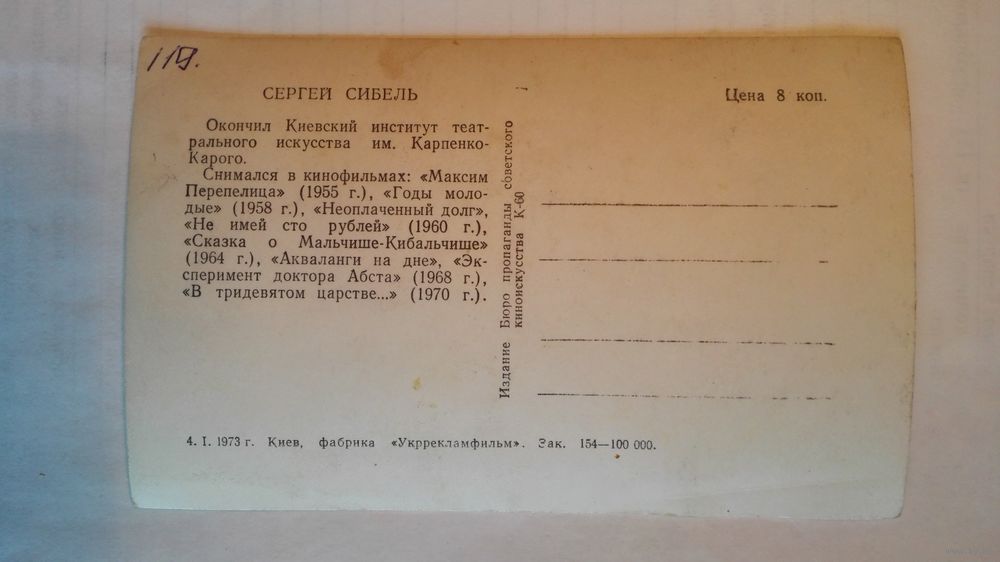 119.
СЕРГЕЙ СИБЕЛЬ
Окончил Киевский институт теат-
рального искусства им. Карпенко-
Карого.
Снимался в кинофильмах: «Максим
Перепелица» (1955 г.), «Годы моло-
дые» (1958 г.), «Неоплаченный долг»,
«Не имей сто рублей» (1960 г.),
«Сказка о Мальчише-Кибальчише»
(1964 г.), «Акваланги на дне», «Эк-
сперимент доктора Абста» (1968 г.),
«В тридевятом царстве...» (1970 г.).
4. I. 1973 г. Киев, фабрика «Укррекламфильм». Зак. 154—100 000.
Издание Бюро пропаганды советского
киноискусства К-60
Цена 8 коп.